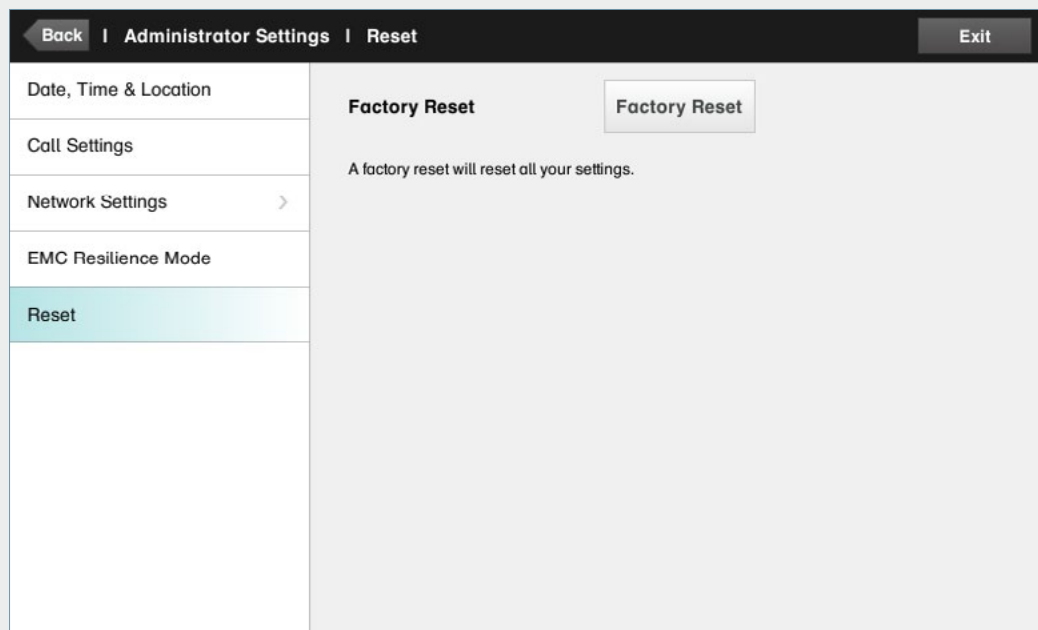 Back | Administrator Settings | Reset Exit
Date, Time & Location
Call Settings
Network Settings
EMC Resilience Mode
Reset
Factory Reset Factory Reset
A factory reset will reset all your settings.